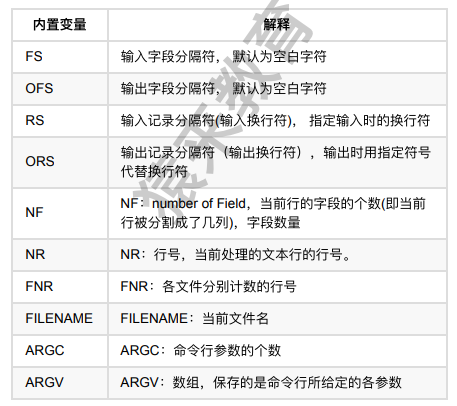 内置变量 解释
FS 输入字段分隔符， 默认为空白字符
OFS 输出字段分隔符， 默认为空白字符
RS 输入记录分隔符(输入换行符)， 指定输入时的换行符
ORS 输出记录分隔符（输出换行符），输出时用指定符号
代替换行符
NF NF：number of Field，当前行的字段的个数(即当前
行被分割成了几列)，字段数量
NR NR：行号，当前处理的文本行的行号。
FNR FNR：各文件分别计数的行号
FILENAME FILENAME：当前文件名
ARGC ARGC：命令行参数的个数
ARGV ARGV：数组，保存的是命令行所给定的各参数
猿来教育